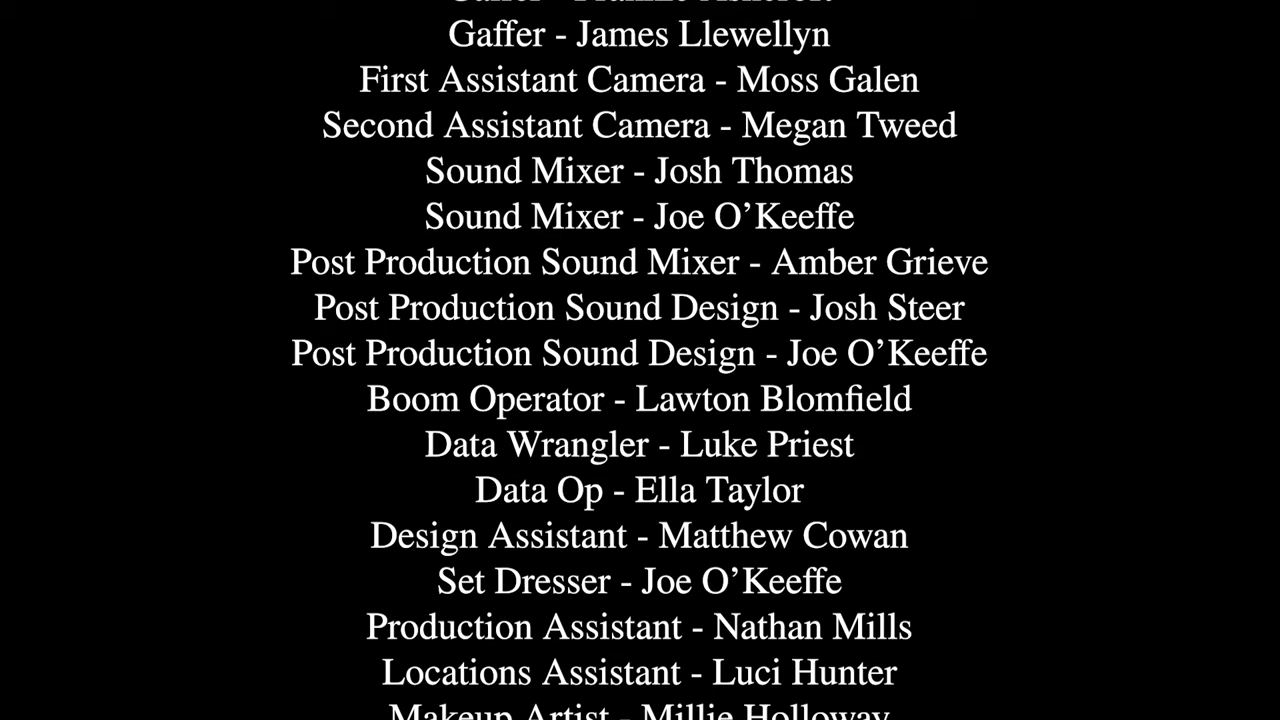 Gaffer - James Llewellyn
First Assistant Camera - Moss Galen
Second Assistant Camera - Megan Tweed
Sound Mixer - Josh Thomas
Sound Mixer - Joe O’Keeffe
Post Production Sound Mixer - Amber Grieve
Post Production Sound Design - Josh Steer
Post Production Sound Design - Joe O’Keeffe
Boom Operator - Lawton Blomfield
Data Wrangler - Luke Priest
Data Op - Ella Taylor
Design Assistant - Matthew Cowan
Set Dresser - Joe O’Keeffe
Production Assistant - Nathan Mills
Locations Assistant - Luci Hunter
Makeup Artist - Millie Holloway